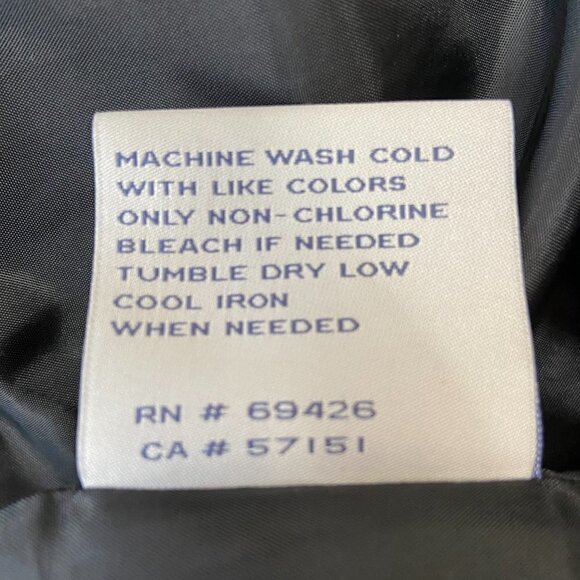 MACHINE WASH COLD
WITH LIKE COLORS
ONLY NON-CHLORINE
BLEACH IF NEEDED
TUMBLE DRY LOW
COOL IRON
WHEN NEEDED
RN # 69426
CA # 57151